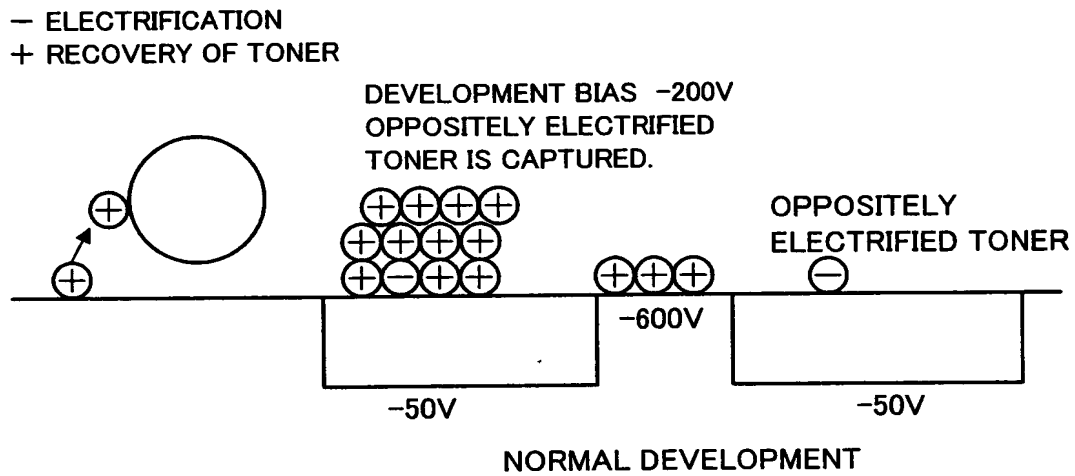 − ELECTRIFICATION
+ RECOVERY OF TONER
DEVELOPMENT BIAS -200V
OPPOSITELY ELECTRIFIED
TONER IS CAPTURED.
+ + + + +
OPPOSITELY
ELECTRIFIED TONER
+ + + +
+ + − + + + + + −
-600V
-50V
-50V
NORMAL DEVELOPMENT